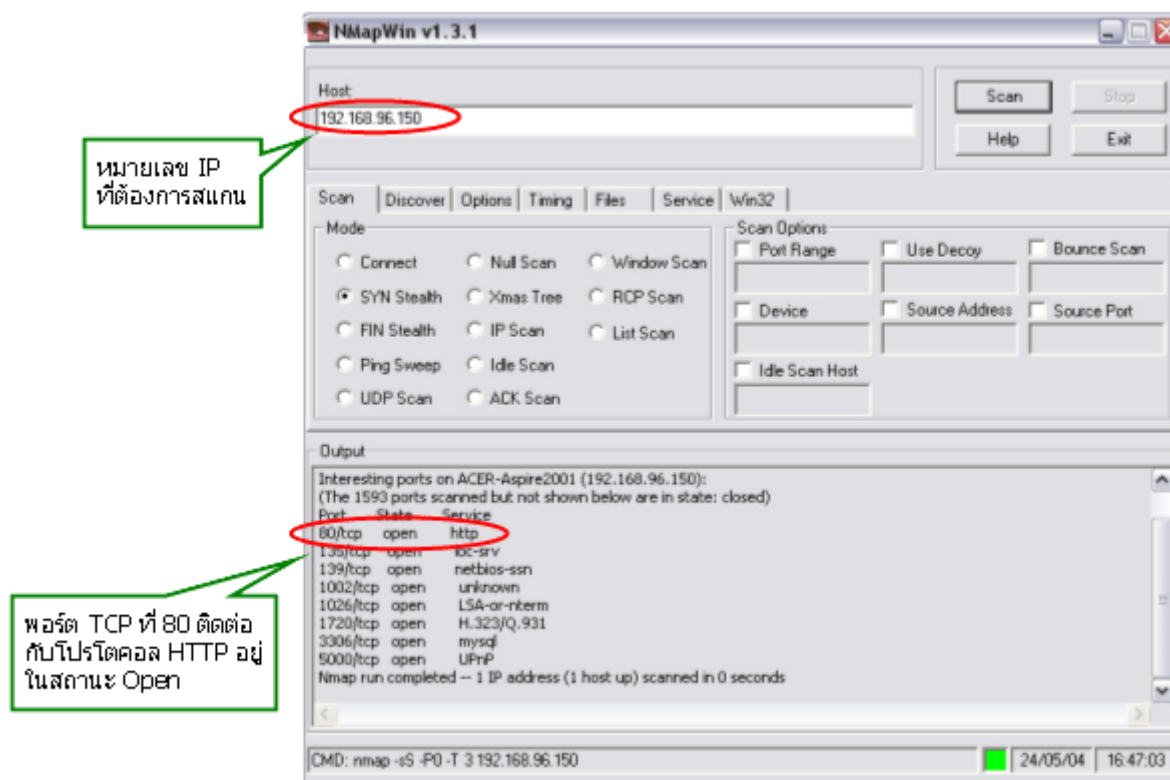 NMapWin v1.3.1
Host:
192.168.96.150
Scan
Stop
Help
Exit
หมายเลข IP
ที่ต้องการสแกน
Scan Discover Options Timing Files Service Win32
Mode
Connect Null Scan Window Scan
SYN Stealth Xmas Tree RCP Scan
FIN Stealth IP Scan List Scan
Ping Sweep Idle Scan
UDP Scan ACK Scan
Scan Options
Port Range Use Decoy Bounce Scan
Device Source Address Source Port
Idle Scan Host
Output
Interesting ports on ACER-Aspire2001 (192.168.96.150):
(The 1593 ports scanned but not shown below are in state: closed)
Port State Service
80/tcp open http
135/tcp open loc-srv
139/tcp open netbios-ssn
1002/tcp open unknown
1026/tcp open LSA-or-nterm
1720/tcp open H.323/Q.931
3306/tcp open mysql
5000/tcp open UPnP
Nmap run completed -- 1 IP address (1 host up) scanned in 0 seconds
พอร์ต TCP ที่ 80 ติดต่อ
กับโปรโตคอล HTTP อยู่
ในสถานะ Open
CMD: nmap -sS -P0 -T 3 192.168.96.150
24/05/04
16:47:03